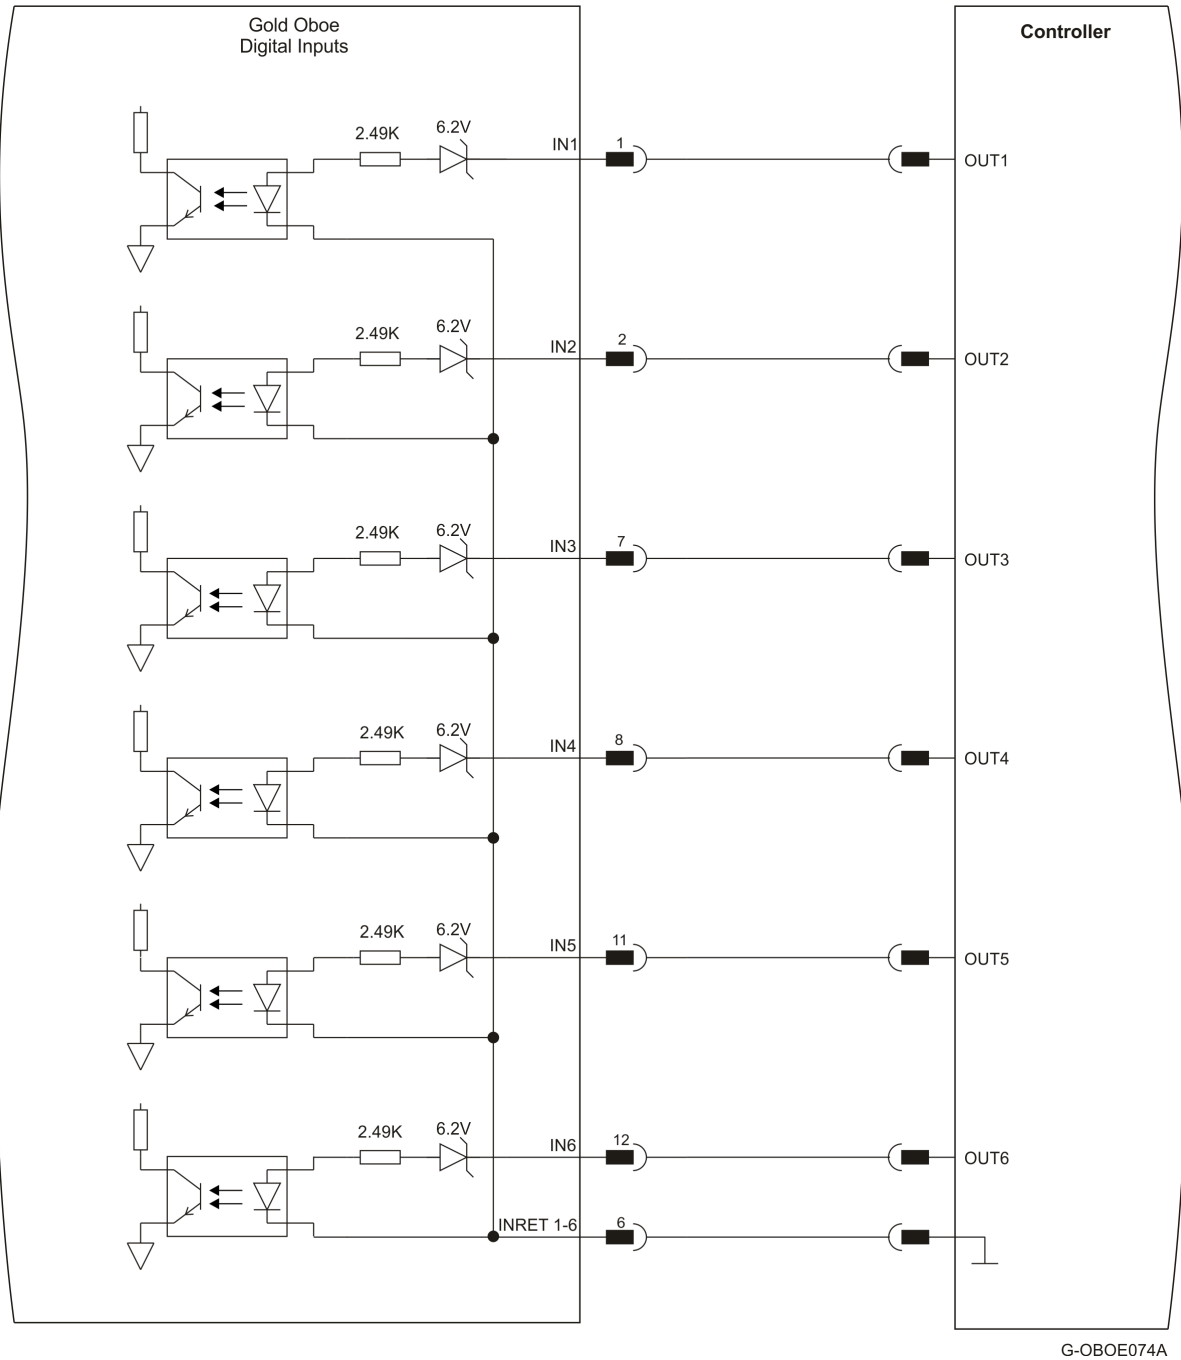 Gold Oboe
Digital Inputs
Controller
2.49K
6.2V
IN1
1
OUT1
2.49K
6.2V
IN2
2
OUT2
2.49K
6.2V
IN3
7
OUT3
2.49K
6.2V
IN4
8
OUT4
2.49K
6.2V
IN5
11
OUT5
2.49K
6.2V
IN6
12
OUT6
INRET 1-6
6
G-OBOE074A